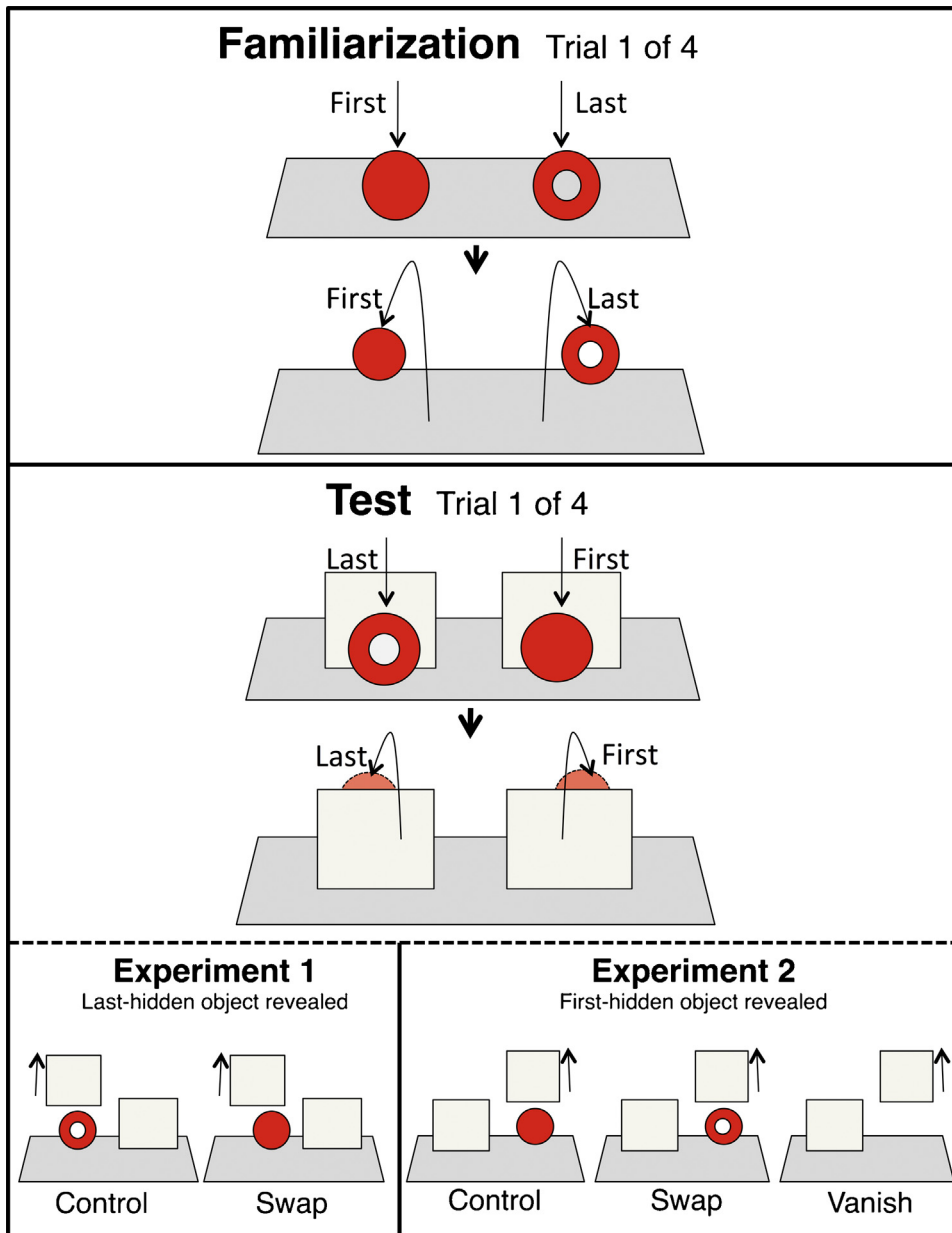 Familiarization Trial 1 of 4
First Last
First Last
Test Trial 1 of 4
Last First
Last First
Experiment 1
Last-hidden object revealed
Control Swap
Experiment 2
First-hidden object revealed
Control Swap Vanish